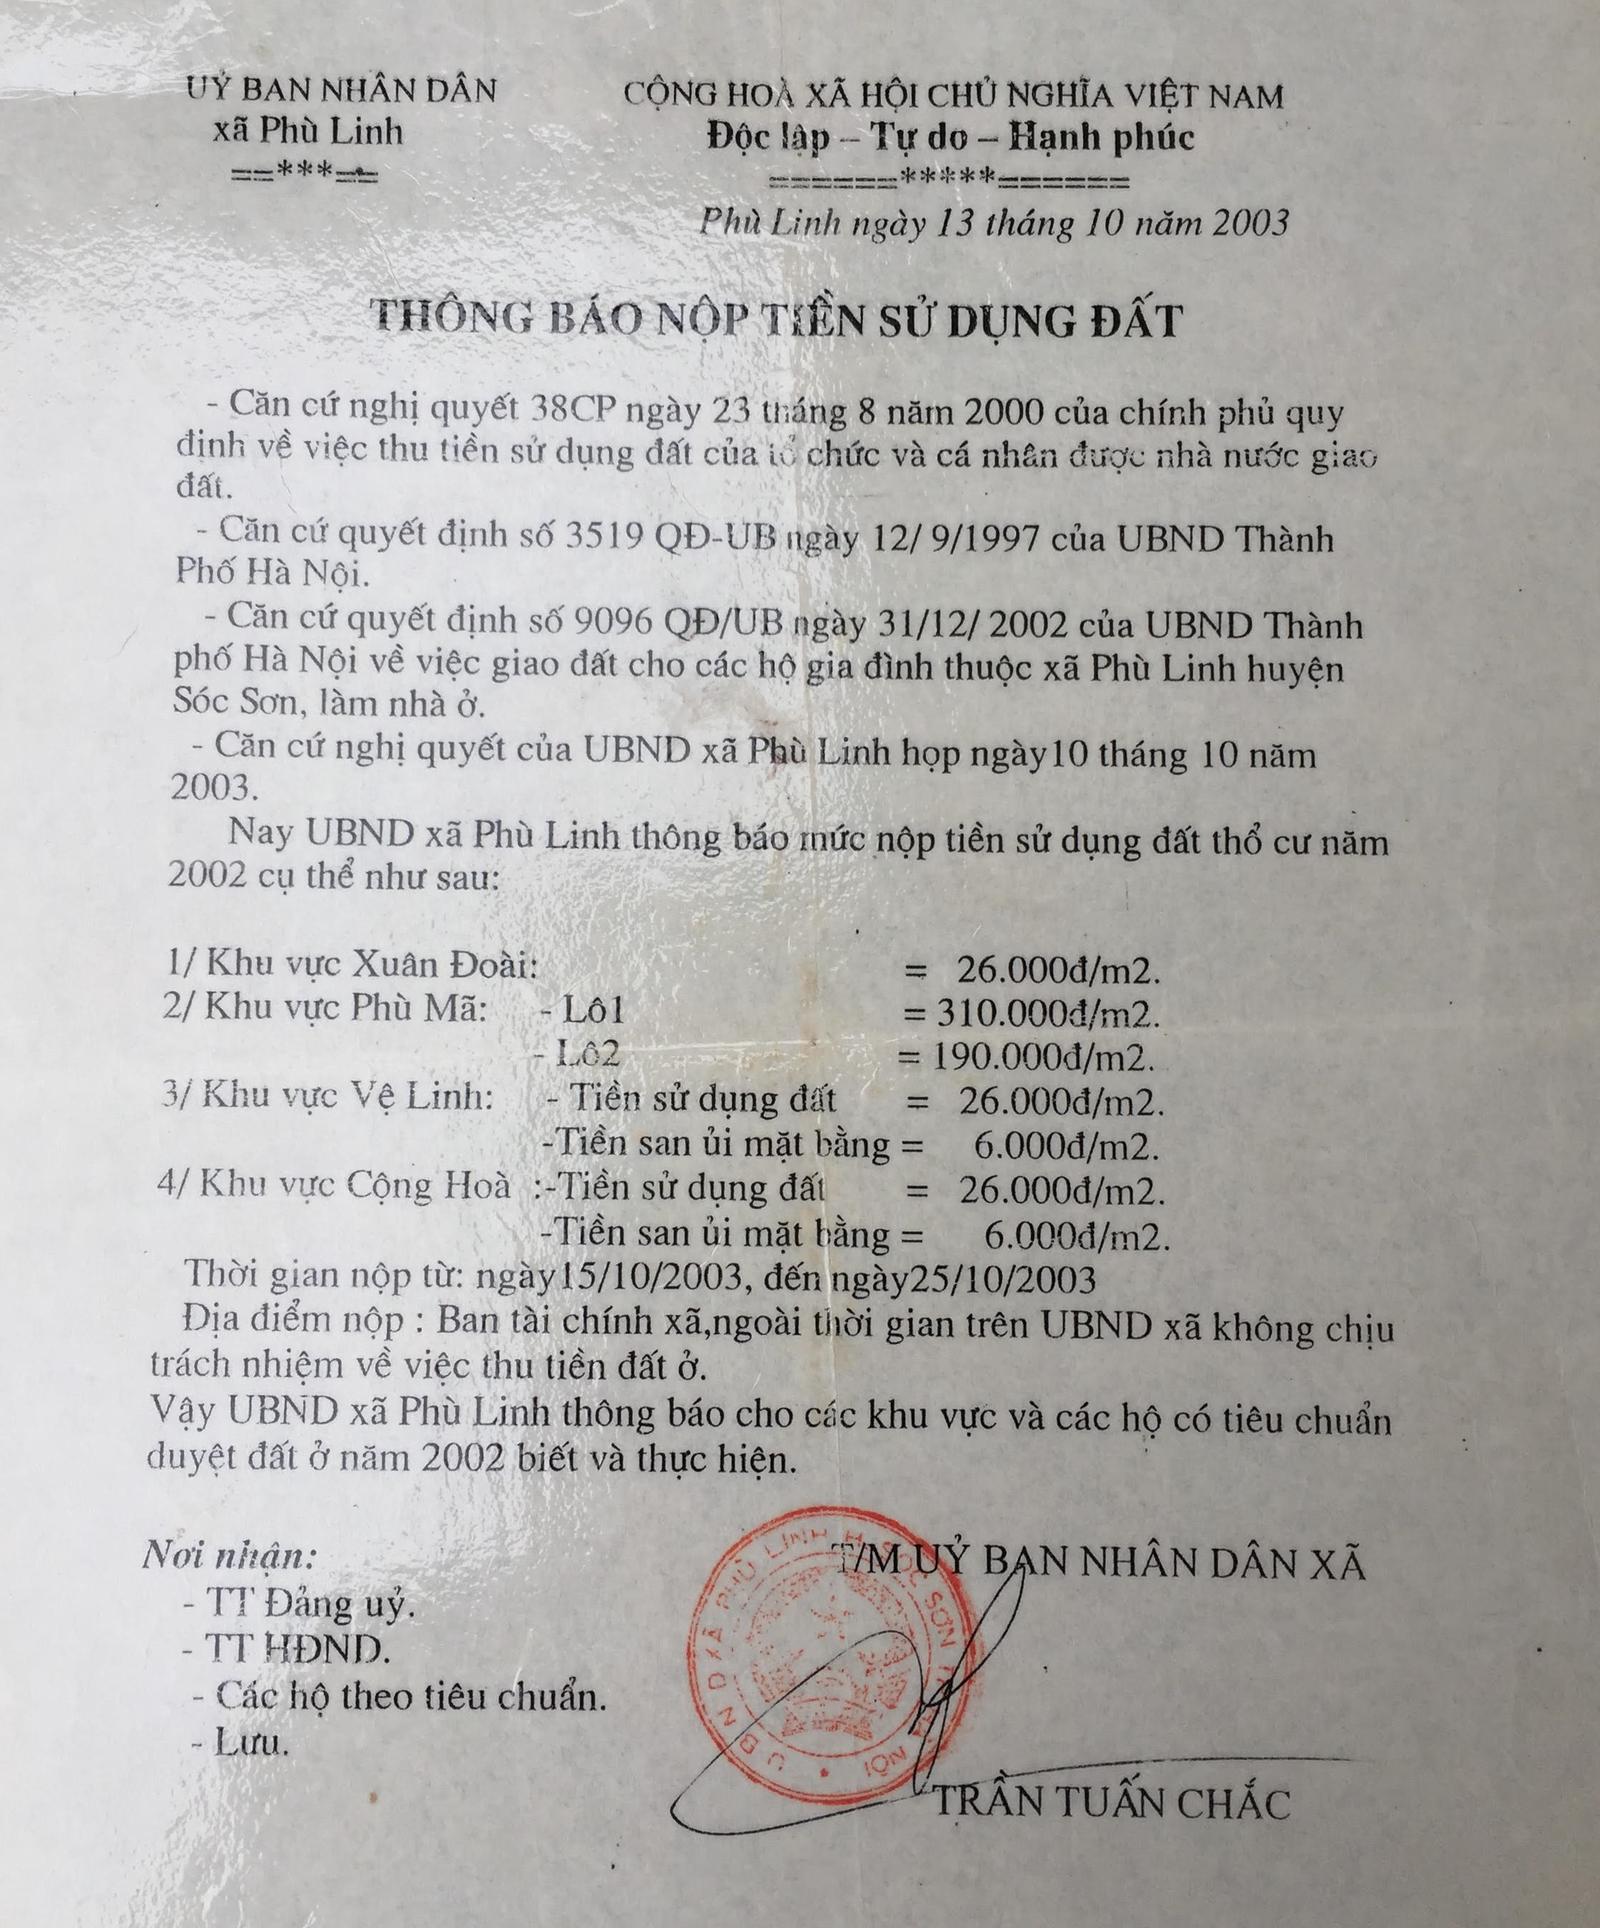 UỶ BAN NHÂN DÂN
xã Phù Linh
==***==
CỘNG HOÀ XÃ HỘI CHỦ NGHĨA VIỆT NAM
Độc lập – Tự do – Hạnh phúc
======*****======
Phù Linh ngày 13 tháng 10 năm 2003
THÔNG BÁO NỘP TIỀN SỬ DỤNG ĐẤT
- Căn cứ nghị quyết 38CP ngày 23 tháng 8 năm 2000 của chính phủ quy
định về việc thu tiền sử dụng đất của tổ chức và cá nhân được nhà nước giao
đất.
- Căn cứ quyết định số 3519 QĐ-UB ngày 12/ 9/1997 của UBND Thành
Phố Hà Nội.
- Căn cứ quyết định số 9096 QĐ/UB ngày 31/12/ 2002 của UBND Thành
phố Hà Nội về việc giao đất cho các hộ gia đình thuộc xã Phù Linh huyện
Sóc Sơn, làm nhà ở.
- Căn cứ nghị quyết của UBND xã Phù Linh họp ngày10 tháng 10 năm
2003.
Nay UBND xã Phù Linh thông báo mức nộp tiền sử dụng đất thổ cư năm
2002 cụ thể như sau:
1/ Khu vực Xuân Đoài: = 26.000đ/m2.
2/ Khu vực Phù Mã: - Lô1 = 310.000đ/m2.
- Lô2 = 190.000đ/m2.
3/ Khu vực Vệ Linh: - Tiền sử dụng đất = 26.000đ/m2.
-Tiền san ủi mặt bằng = 6.000đ/m2.
4/ Khu vực Cộng Hoà :-Tiền sử dụng đất = 26.000đ/m2.
-Tiền san ủi mặt bằng = 6.000đ/m2.
Thời gian nộp từ: ngày15/10/2003, đến ngày25/10/2003
Địa điểm nộp : Ban tài chính xã,ngoài thời gian trên UBND xã không chịu
trách nhiệm về việc thu tiền đất ở.
Vậy UBND xã Phù Linh thông báo cho các khu vực và các hộ có tiêu chuẩn
duyệt đất ở năm 2002 biết và thực hiện.
Nơi nhận:
- TT Đảng uỷ.
- TT HĐND.
- Các hộ theo tiêu chuẩn.
- Lưu.
T/M UỶ BAN NHÂN DÂN XÃ
UBND XÃ PHÙ LINH H. SÓC SƠN NỘI
TRẦN TUẤN CHẮC